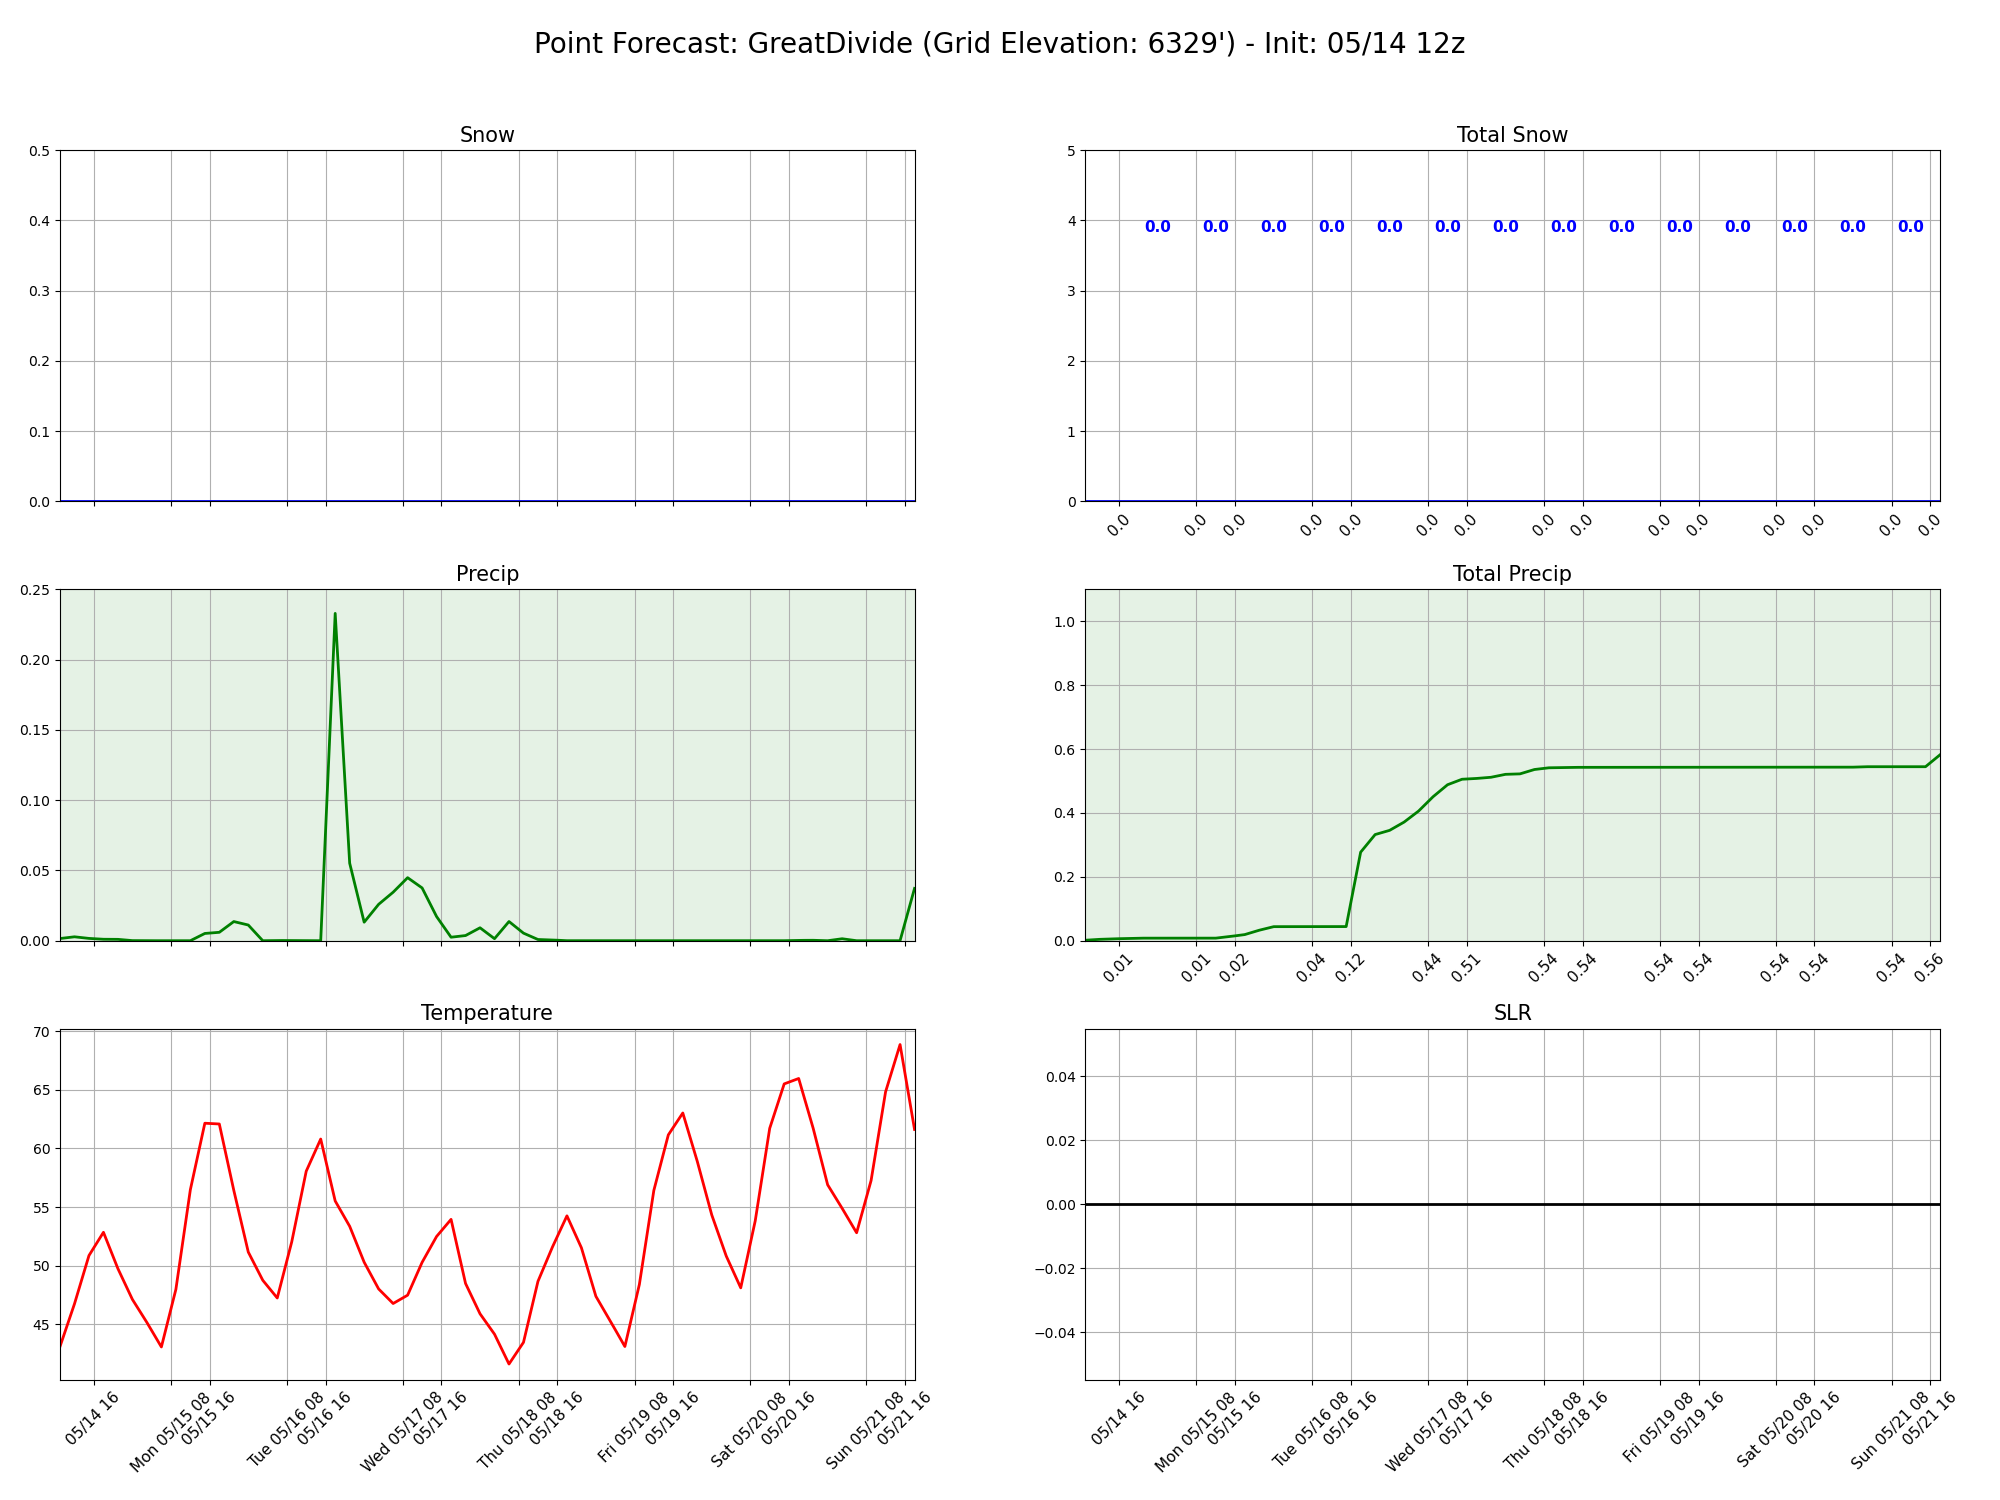 Point Forecast: GreatDivide (Grid Elevation: 6329') - Init: 05/14 12z
Snow
0.5
0.4
0.3
0.2
0.1
0.0
Total Snow
5
4
3
2
1
0
0.0 0.0 0.0 0.0 0.0 0.0 0.0 0.0 0.0 0.0 0.0 0.0 0.0 0.0
0.0 0.0 0.0 0.0 0.0 0.0 0.0 0.0 0.0 0.0 0.0 0.0 0.0 0.0 0.0
Precip
0.25
0.20
0.15
0.10
0.05
0.00
Total Precip
1.0
0.8
0.6
0.4
0.2
0.0
0.01 0.01 0.02 0.04 0.12 0.44 0.51 0.54 0.54 0.54 0.54 0.54 0.54 0.54 0.56
Temperature
70
65
60
55
50
45
05/14 16
Mon 05/15 08
05/15 16
Tue 05/16 08
05/16 16
Wed 05/17 08
05/17 16
Thu 05/18 08
05/18 16
Fri 05/19 08
05/19 16
Sat 05/20 08
05/20 16
Sun 05/21 08
05/21 16
SLR
0.04
0.02
0.00
−0.02
−0.04
05/14 16
Mon 05/15 08
05/15 16
Tue 05/16 08
05/16 16
Wed 05/17 08
05/17 16
Thu 05/18 08
05/18 16
Fri 05/19 08
05/19 16
Sat 05/20 08
05/20 16
Sun 05/21 08
05/21 16